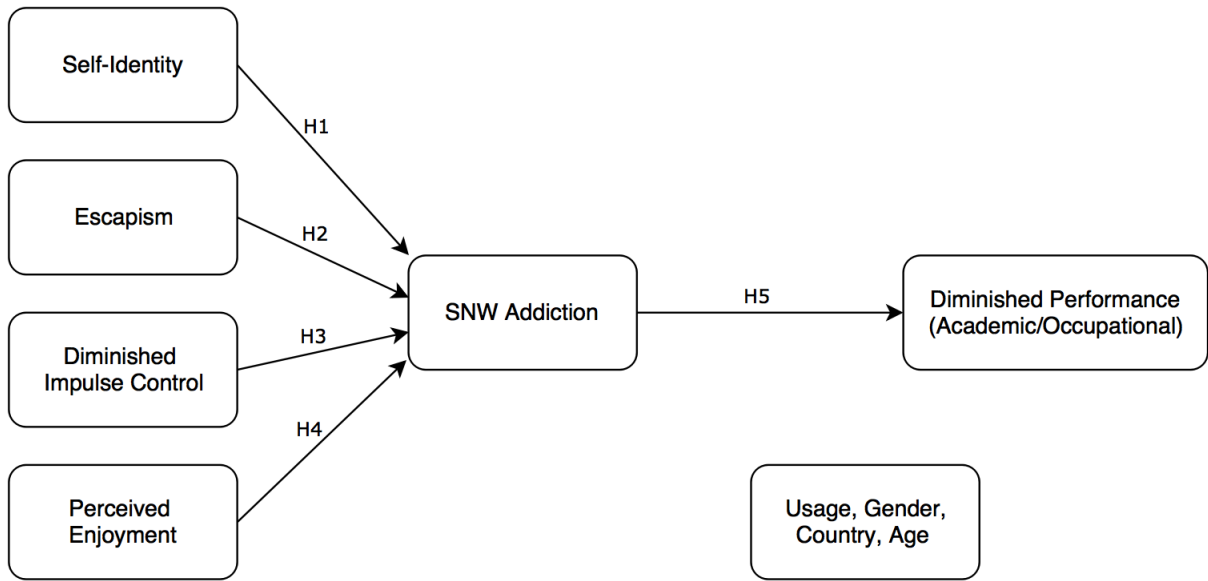 Self-Identity
H1
Escapism
H2
SNW Addiction
H5
Diminished Performance
(Academic/Occupational)
H3
Diminished
Impulse Control
H4
Perceived
Enjoyment
Usage, Gender,
Country, Age